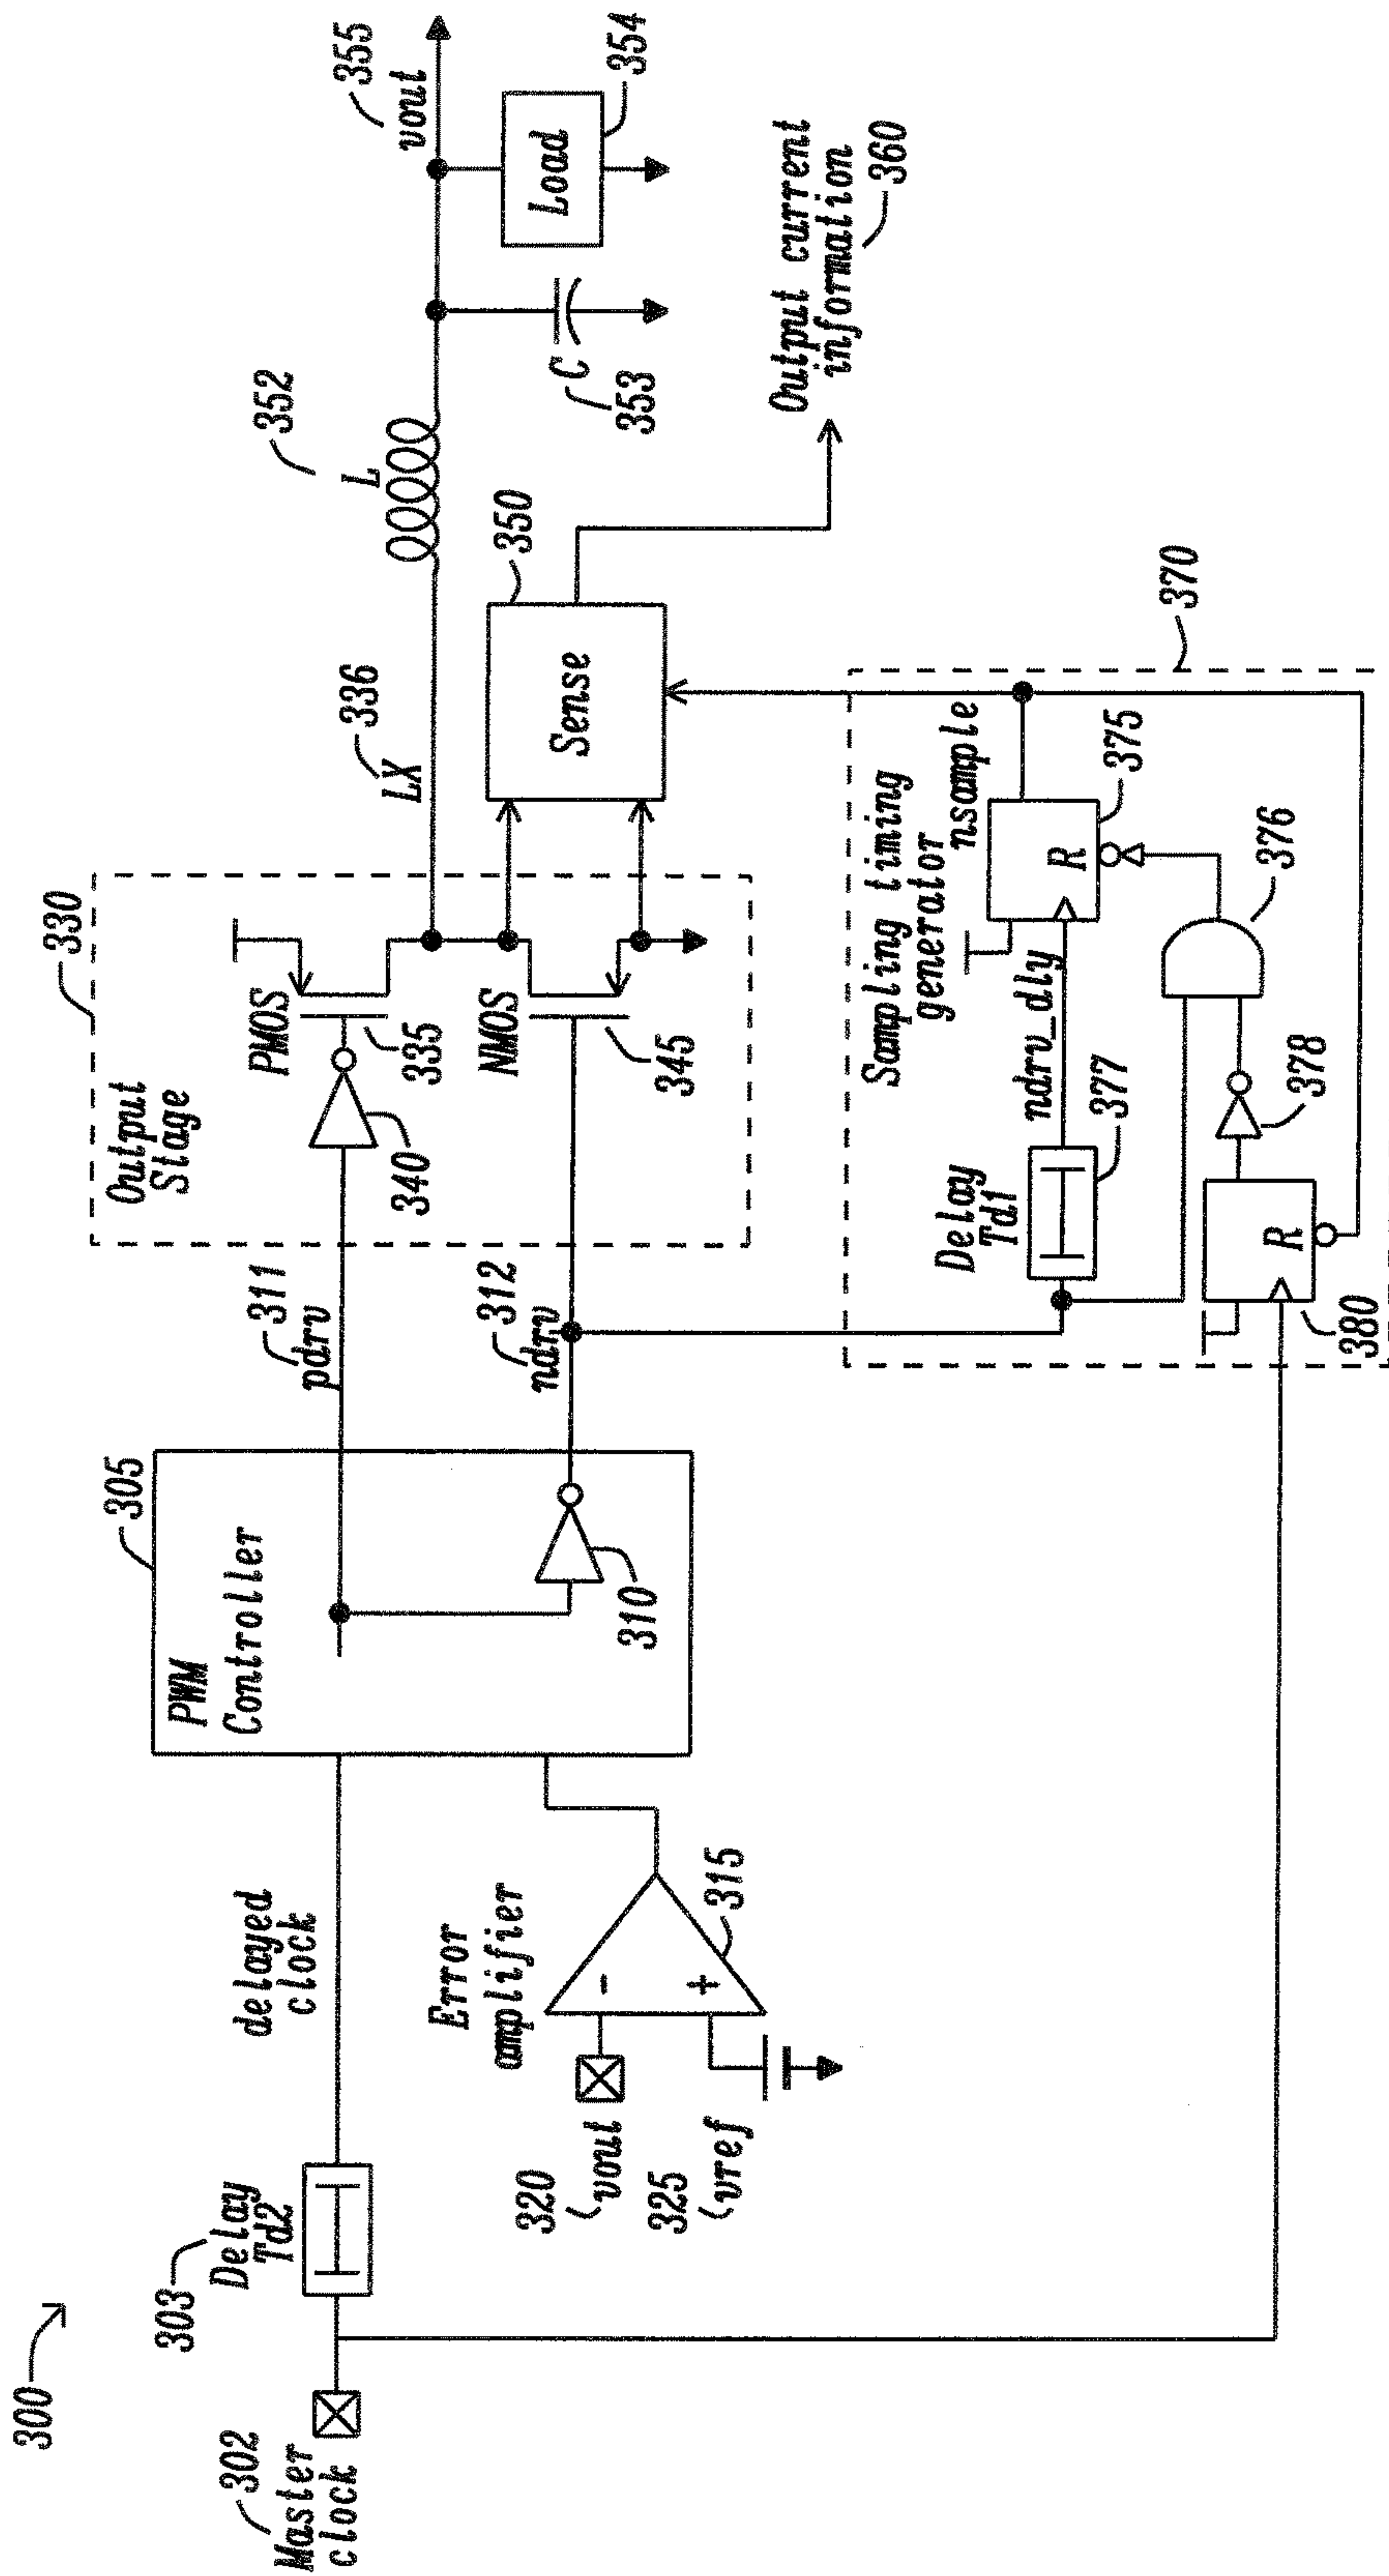 300
302
Master
clock
303
Delay
Td2
delayed
clock
Error
amplifier
-
+
315
320
vout
325
vref
305
PWM
Controller
310
311
pdrv
312
ndrv
Output
Stage
330
340
PMOS
335
NMOS
345
336
LX
352
L
Sense
350
C
353
355
vout
Load
354
Output current
information
360
Sampling timing
generator
370
Delay
Td1
377
ndrv_dly
nsample
R
375
376
378
R
380